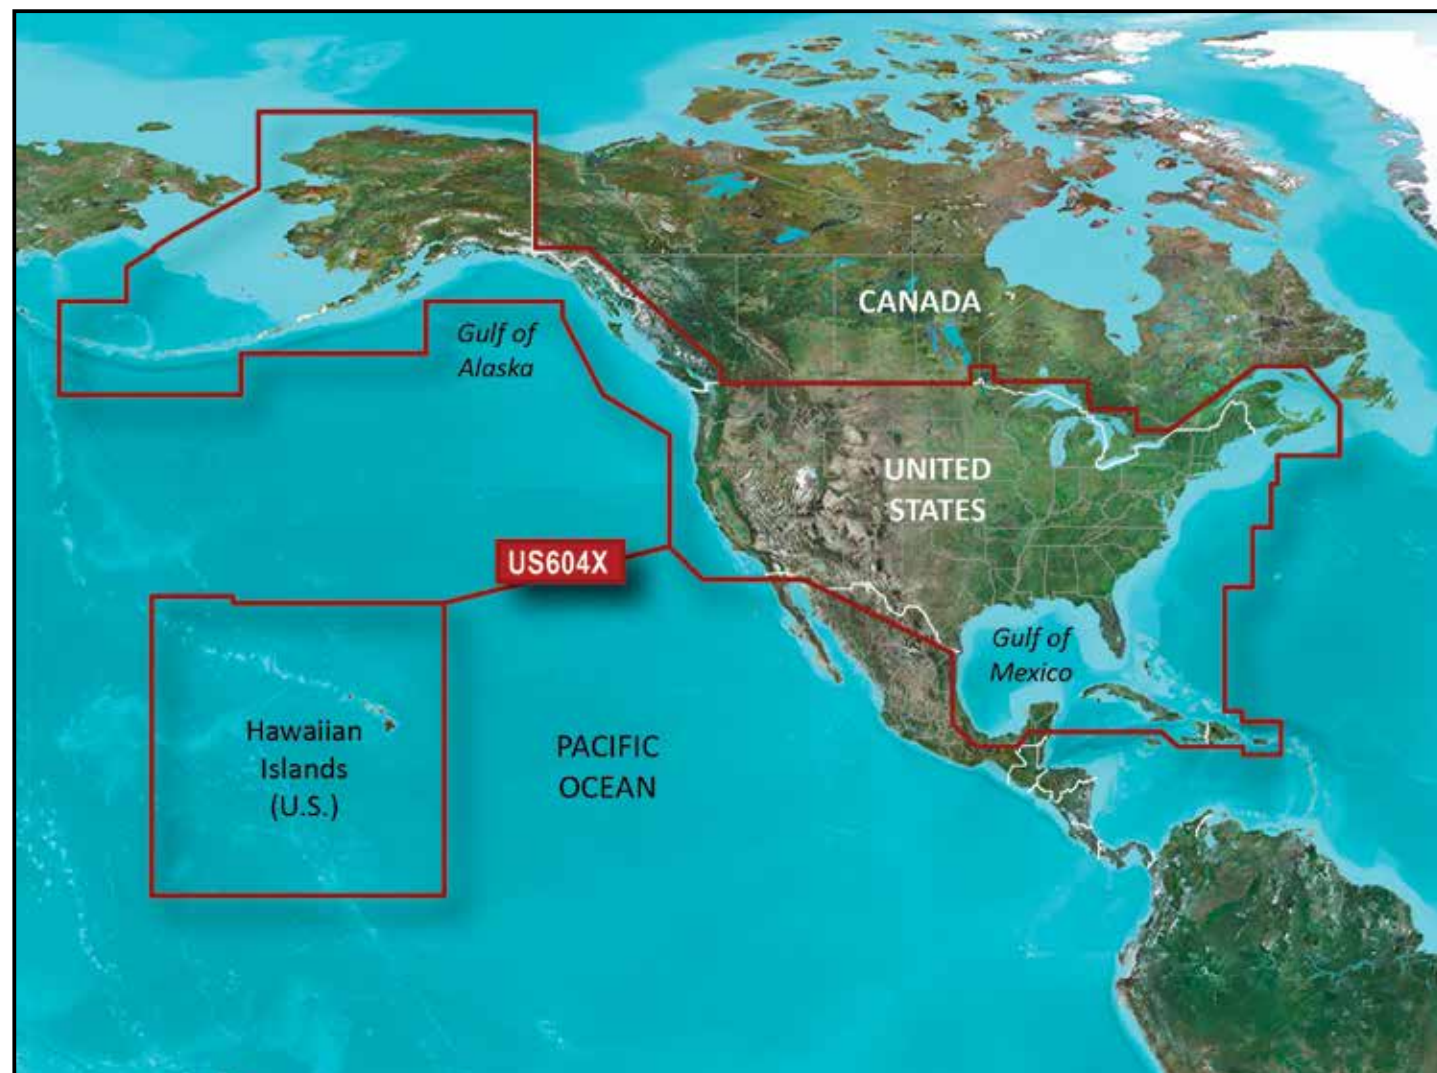 CANADA
Gulf of
Alaska
UNITED
STATES
US604X
Gulf of
Mexico
Hawaiian
Islands
(U.S.)
PACIFIC
OCEAN